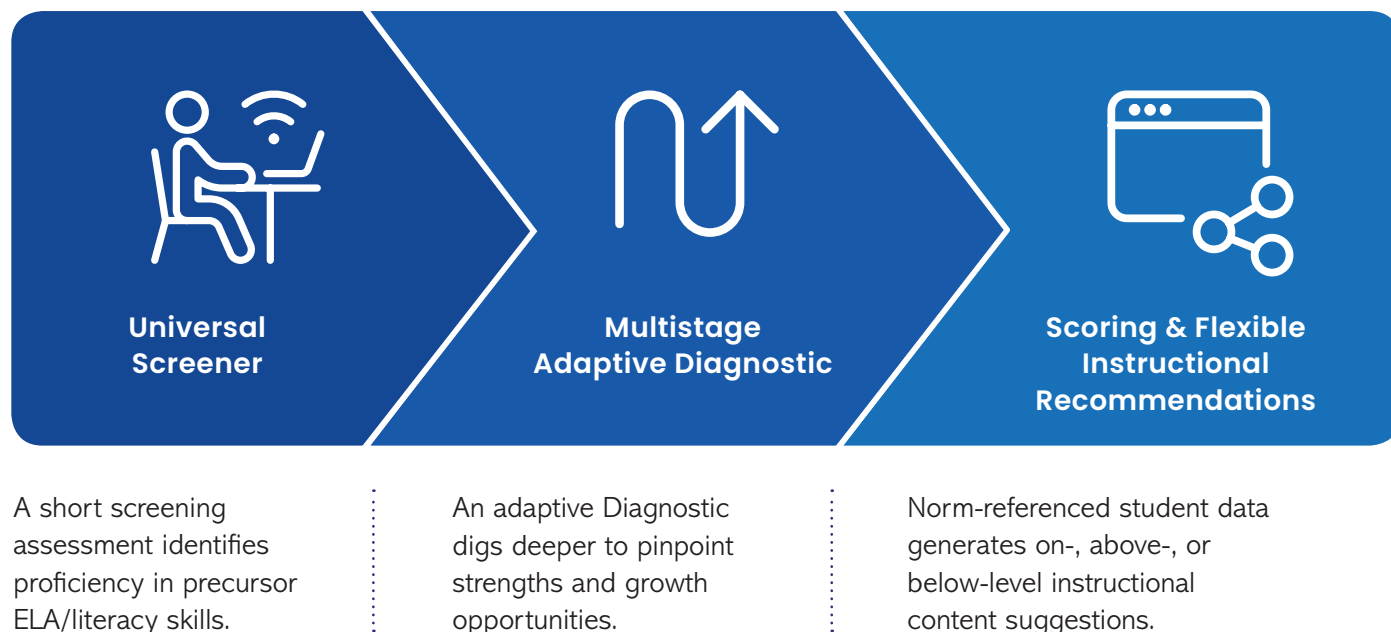 Universal
Screener
Multistage
Adaptive Diagnostic
Scoring & Flexible
Instructional
Recommendations
A short screening
assessment identifies
proficiency in precursor
ELA/literacy skills.
An adaptive Diagnostic
digs deeper to pinpoint
strengths and growth
opportunities.
Norm-referenced student data
generates on-, above-, or
below-level instructional
content suggestions.